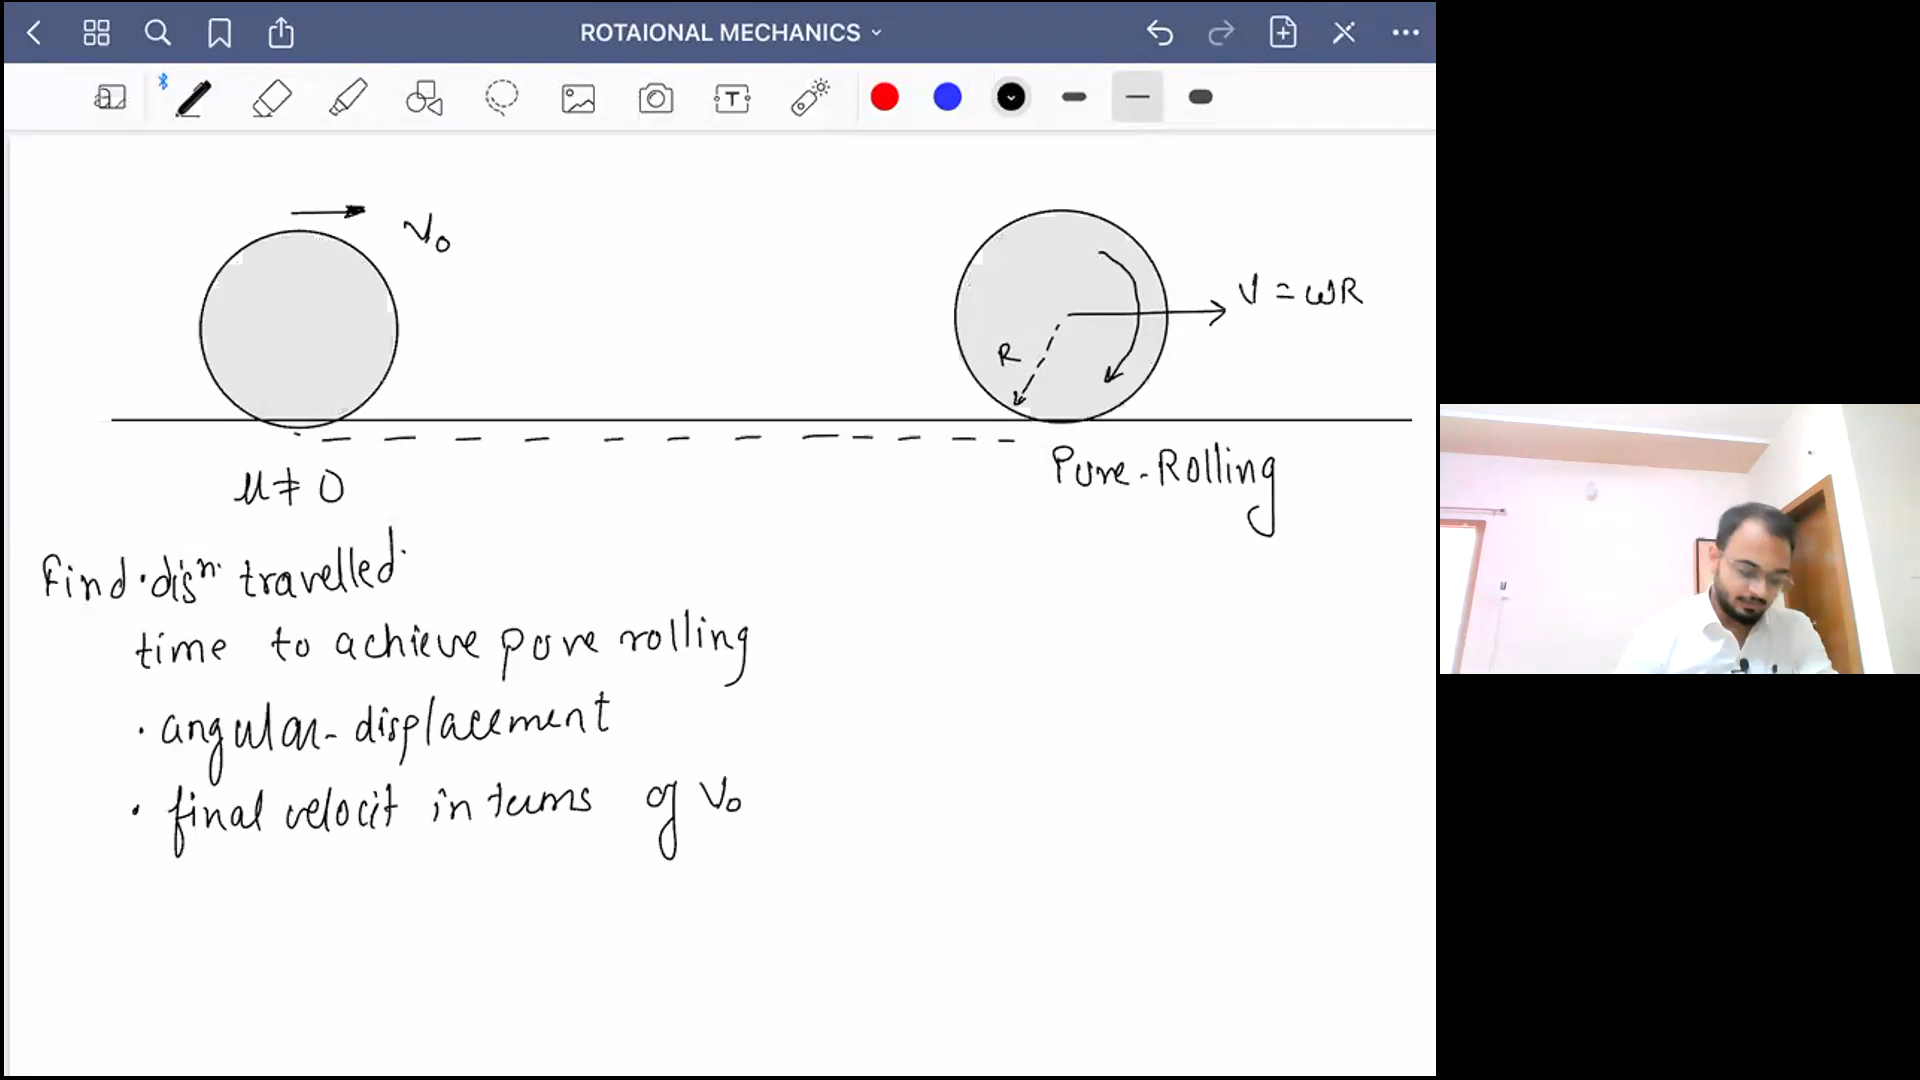 ROTAIONAL MECHANICS
T
V₀
V = ωR
R
μ ≠ 0
Pure-Rolling
Find · disⁿ· travelled
time to achieve pure rolling
· angular-displacement
· final velocit in terms of V₀